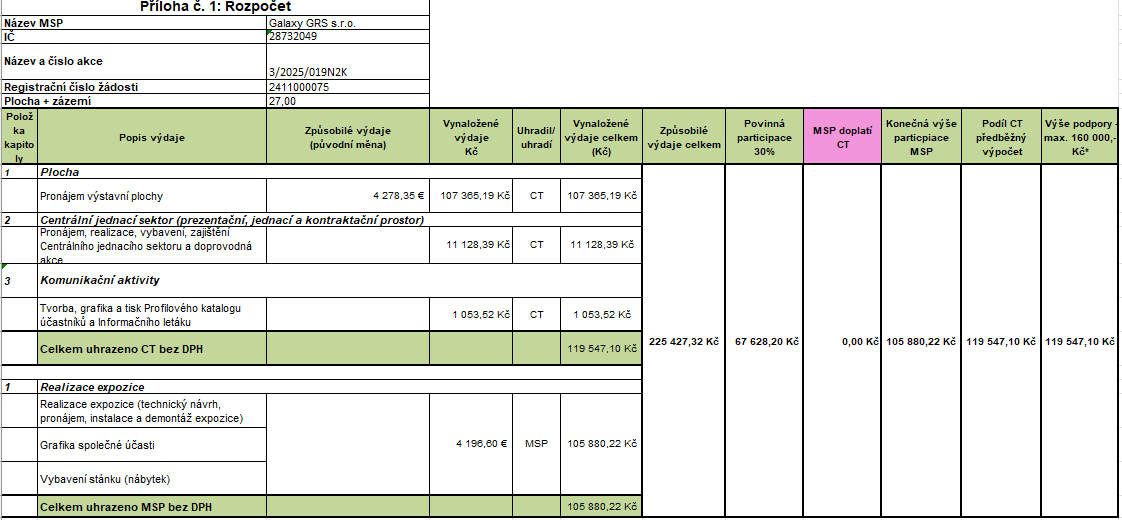 Příloha č. 1: Rozpočet
Název MSP Galaxy GRS s.r.o.
IČ 28732049
Název a číslo akce 3/2025/019N2K
Registrační číslo žádosti 2411000075
Plocha + zázemí 27,00
Polož
ka
kapito
ly
Popis výdaje
Způsobilé výdaje
(původní měna)
Vynaložené
výdaje
Kč
Uhradil/
uhradí
Vynaložené
výdaje celkem
(Kč)
Způsobilé
výdaje celkem
Povinná
participace
30%
MSP doplatí
CT
Konečná výše
particpiace
MSP
Podíl CT
předběžný
výpočet
Výše podpory -
max. 160 000,-
Kč*
1 Plocha
Pronájem výstavní plochy 4 278,35 € 107 365,19 Kč CT 107 365,19 Kč
2 Centrální jednací sektor (prezentační, jednací a kontraktační prostor)
Pronájem, realizace, vybavení, zajištění
Centrálního jednacího sektoru a doprovodná
akce
11 128,39 Kč CT 11 128,39 Kč
3 Komunikační aktivity
Tvorba, grafika a tisk Profilového katalogu
účastníků a Informačního letáku
1 053,52 Kč CT 1 053,52 Kč
Celkem uhrazeno CT bez DPH 119 547,10 Kč
225 427,32 Kč 67 628,20 Kč 0,00 Kč 105 880,22 Kč 119 547,10 Kč 119 547,10 Kč
1 Realizace expozice
Realizace expozice (technický návrh,
pronájem, instalace a demontáž expozice)
Grafika společné účasti 4 196,60 € MSP 105 880,22 Kč
Vybavení stánku (nábytek)
Celkem uhrazeno MSP bez DPH 105 880,22 Kč